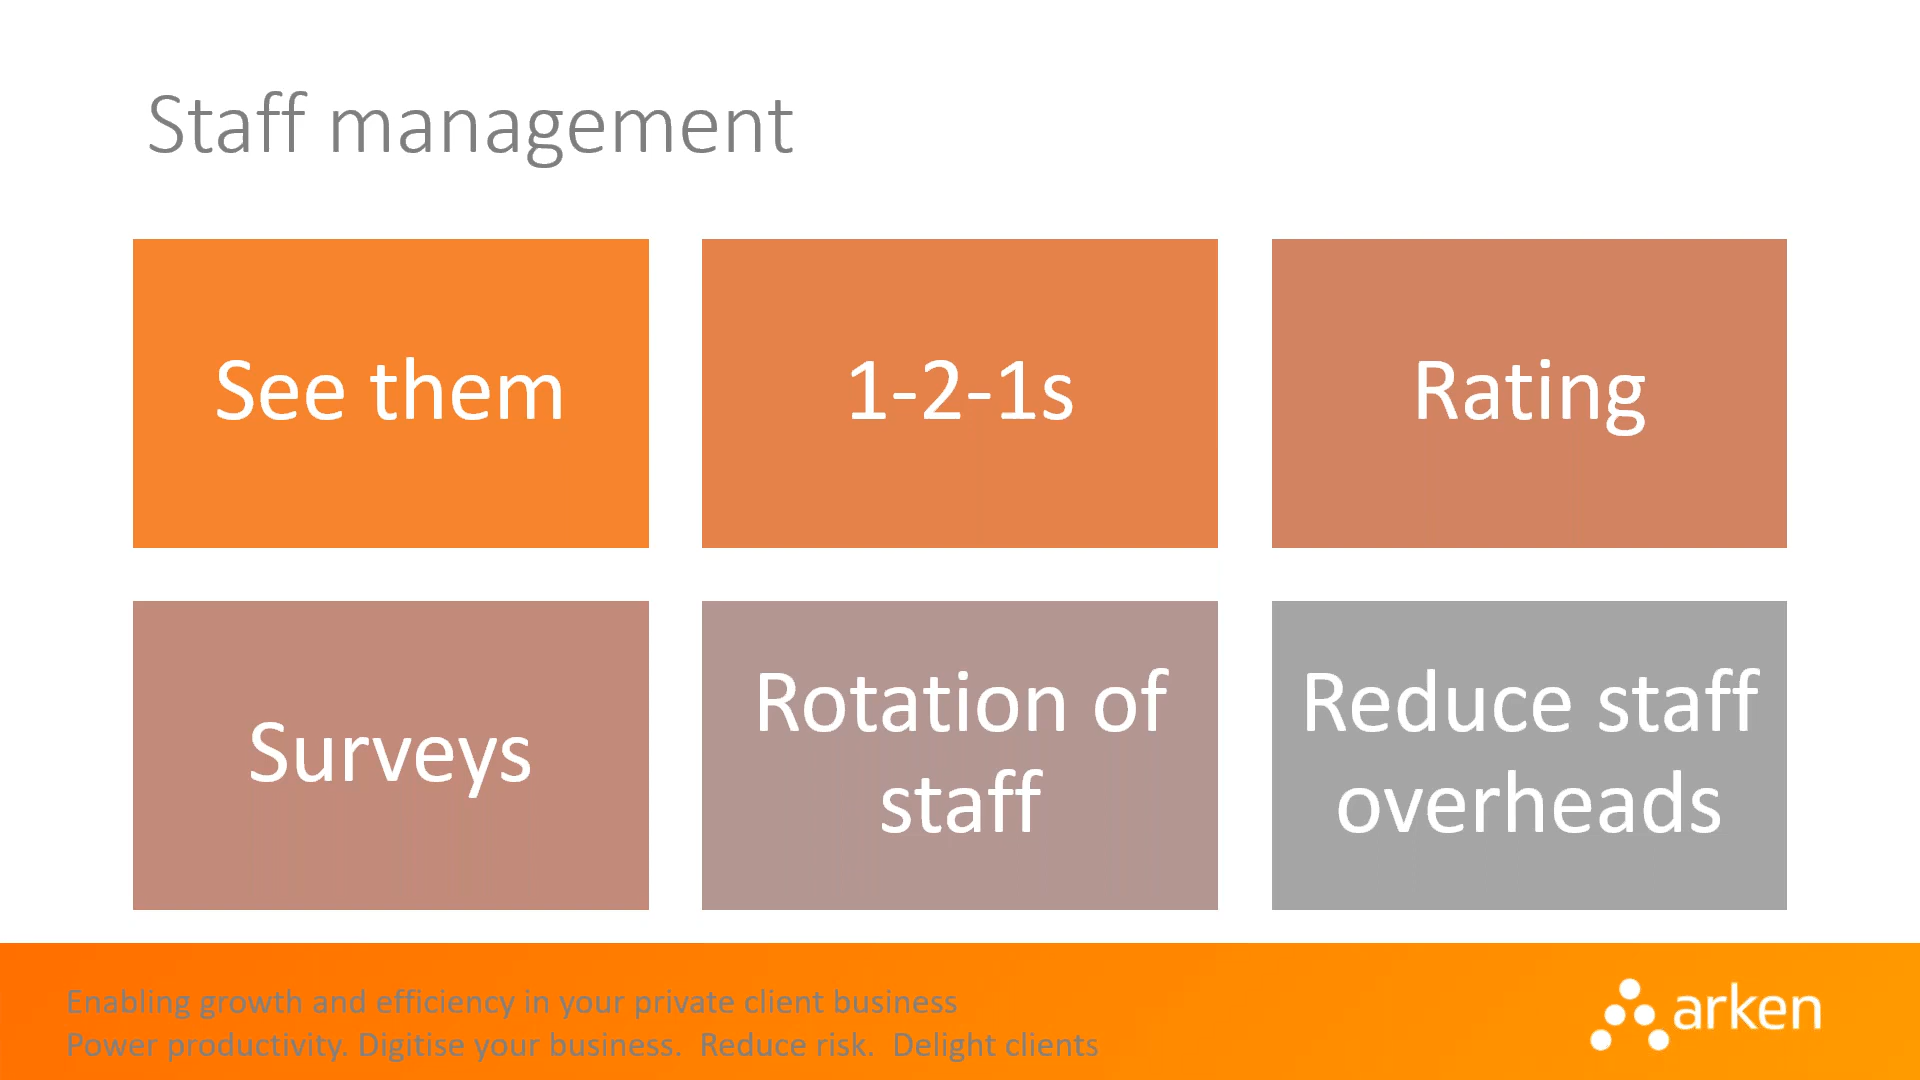 Staff management
See them
1-2-1s
Rating
Surveys
Rotation of
staff
Reduce staff
overheads
Enabling growth and efficiency in your private client business
Power productivity. Digitise your business.  Reduce risk.  Delight clients
arken